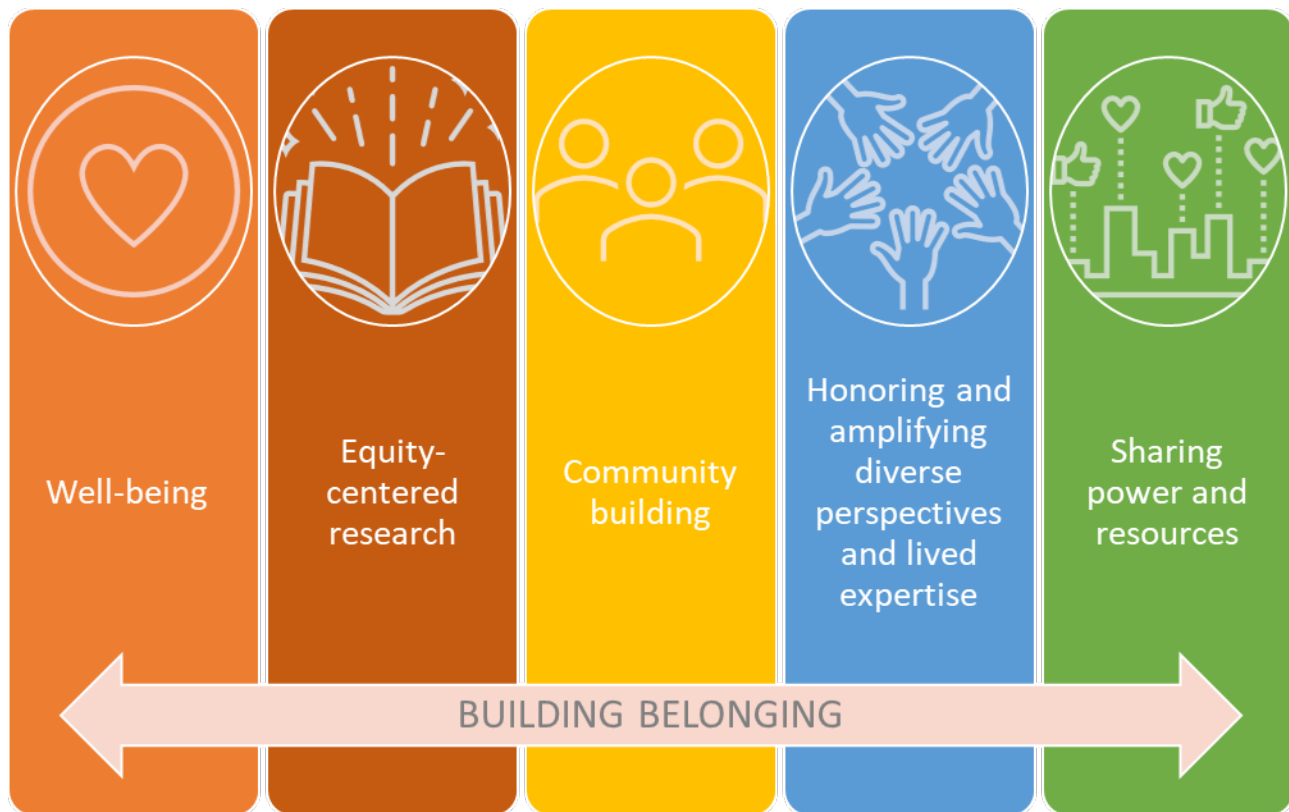 Well-being
Equity-
centered
research
Community
building
Honoring and
amplifying
diverse
perspectives
and lived
expertise
Sharing
power and
resources
BUILDING BELONGING